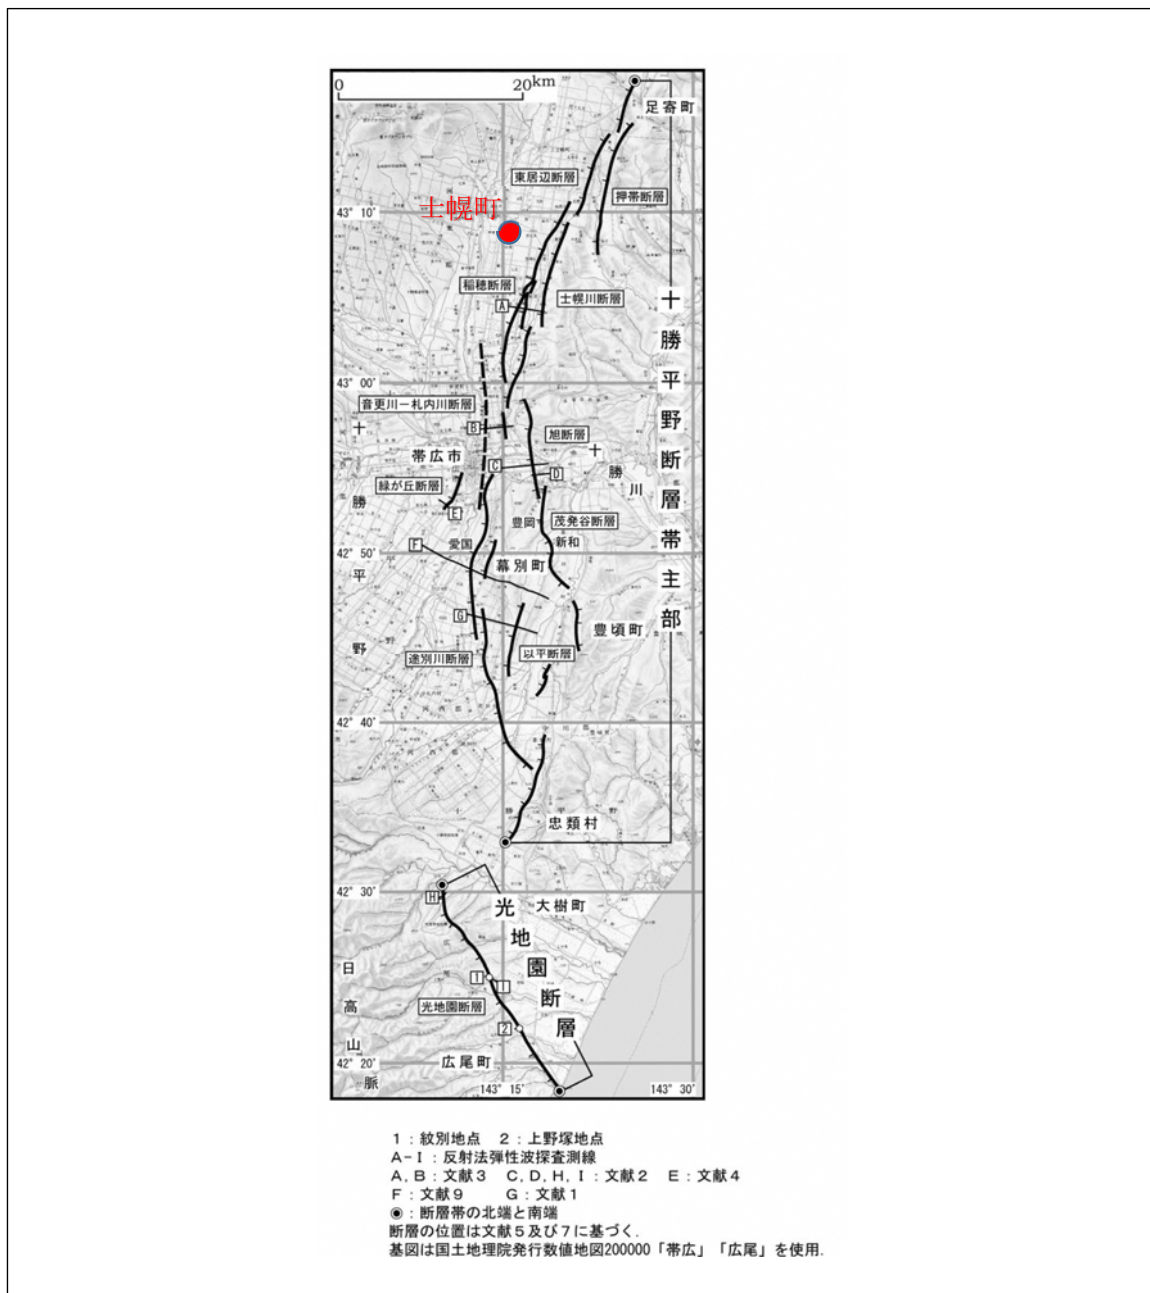 0 20km
足寄町
東居辺断層
押帯断層
士幌町
43° 10′
稲穂断層
A
士幌川断層
十勝平野断層帯主部
43° 00′
音更川－札内川断層
十
B
旭断層
帯広市
C
D
十
勝
川
緑が丘断層
E
勝
豊岡
茂発谷断層
愛国
新和
F
42° 50′
幕別町
平
G
豊頃町
野
途別川断層
以平断層
42° 40′
忠類村
42° 30′
H
光地園断層
大樹町
日高山脈
I
1
光地園断層
2
広尾町
42° 20′
143° 15′
143° 30′
1：紋別地点 2：上野塚地点
A-I：反射法弾性波探査測線
A, B：文献3 C, D, H, I：文献2 E：文献4
F：文献9 G：文献1
◉：断層帯の北端と南端
断層の位置は文献5及び7に基づく.
基図は国土地理院発行数値地図200000「帯広」「広尾」を使用.